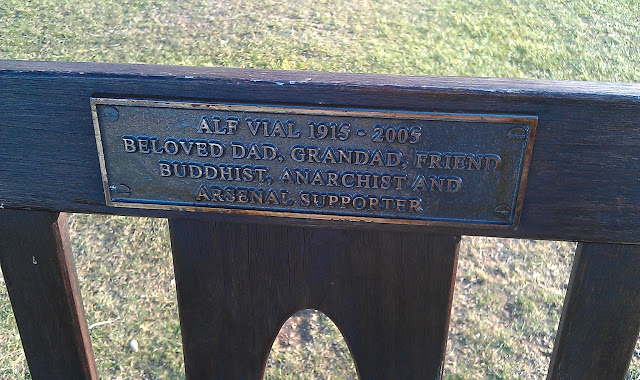 ALF VIAL 1915 - 2005
BELOVED DAD, GRANDAD, FRIEND
BUDDHIST, ANARCHIST AND
ARSENAL SUPPORTER